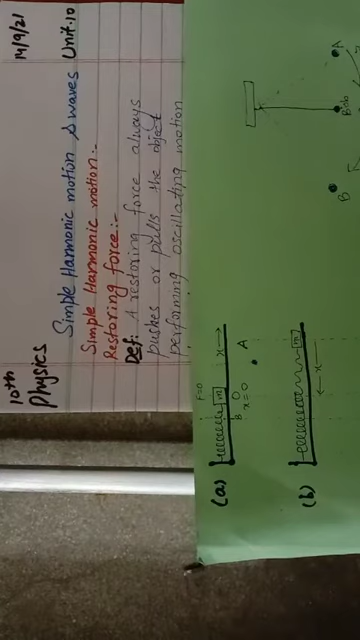 10th
Physics
14/9/21
Simple Harmonic motion & waves Unit.10
Simple Harmonic motion:-
Restoring force:-
Def: A restoring force always
pushes or pulls the object
performing oscillating motion
(a)
F=0
m
x
B O A
x=0
(b)
m
x
A
Bob
B